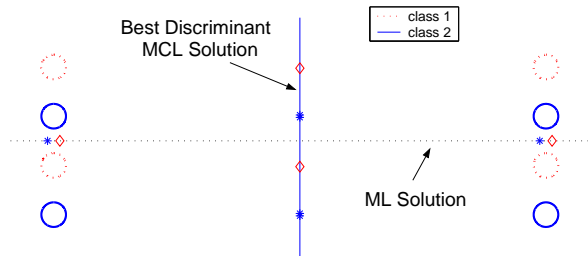 Best Discriminant
MCL Solution
class 1
class 2
ML Solution